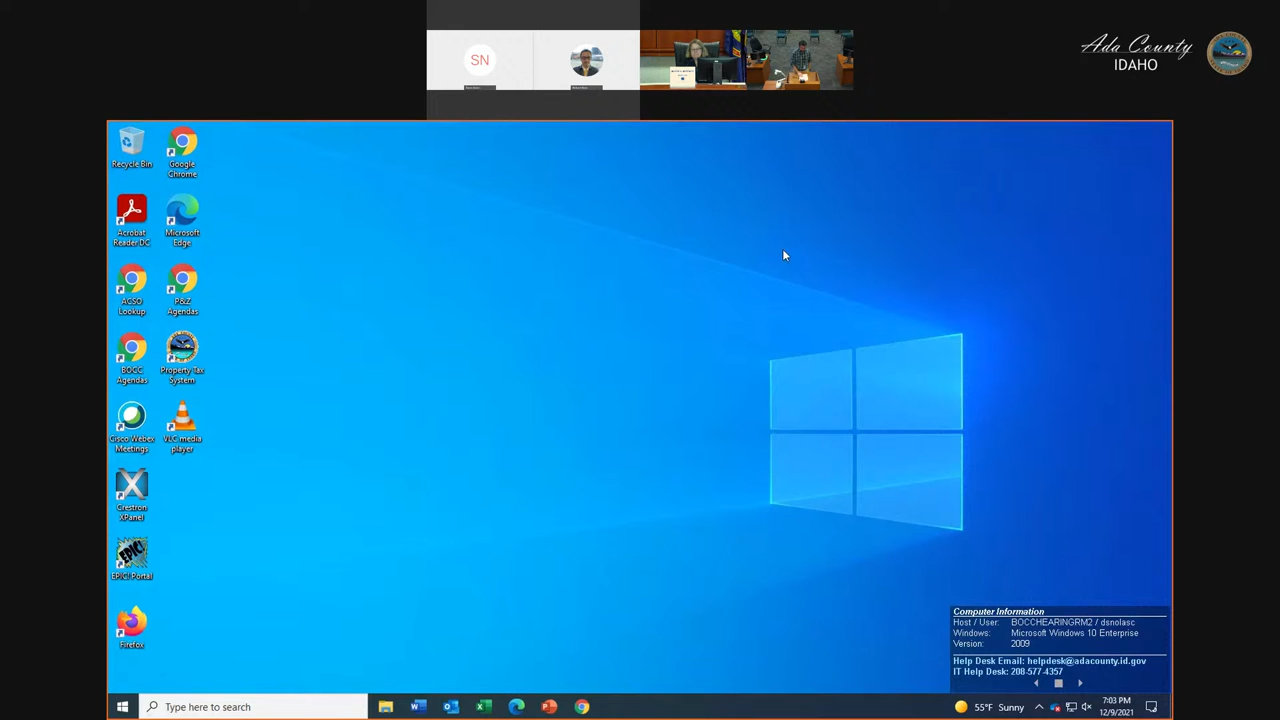 SN
Ada County
IDAHO
Recycle Bin
Google
Chrome
Acrobat
Reader DC
Microsoft
Edge
ACSO
Lookup
P&Z
Agendas
BOCC
Agendas
Property Tax
System
Cisco Webex
Meetings
VLC media
player
Crestron
XPanel
EPIC!
EPIC! Portal
Firefox
Computer Information
Host / User: BOCCHEARINGRM2 / dsnolasc
Windows: Microsoft Windows 10 Enterprise
Version: 2009
Help Desk Email: helpdesk@adacounty.id.gov
IT Help Desk: 208-577-4357
Type here to search
55°F Sunny
7:03 PM
12/9/2021